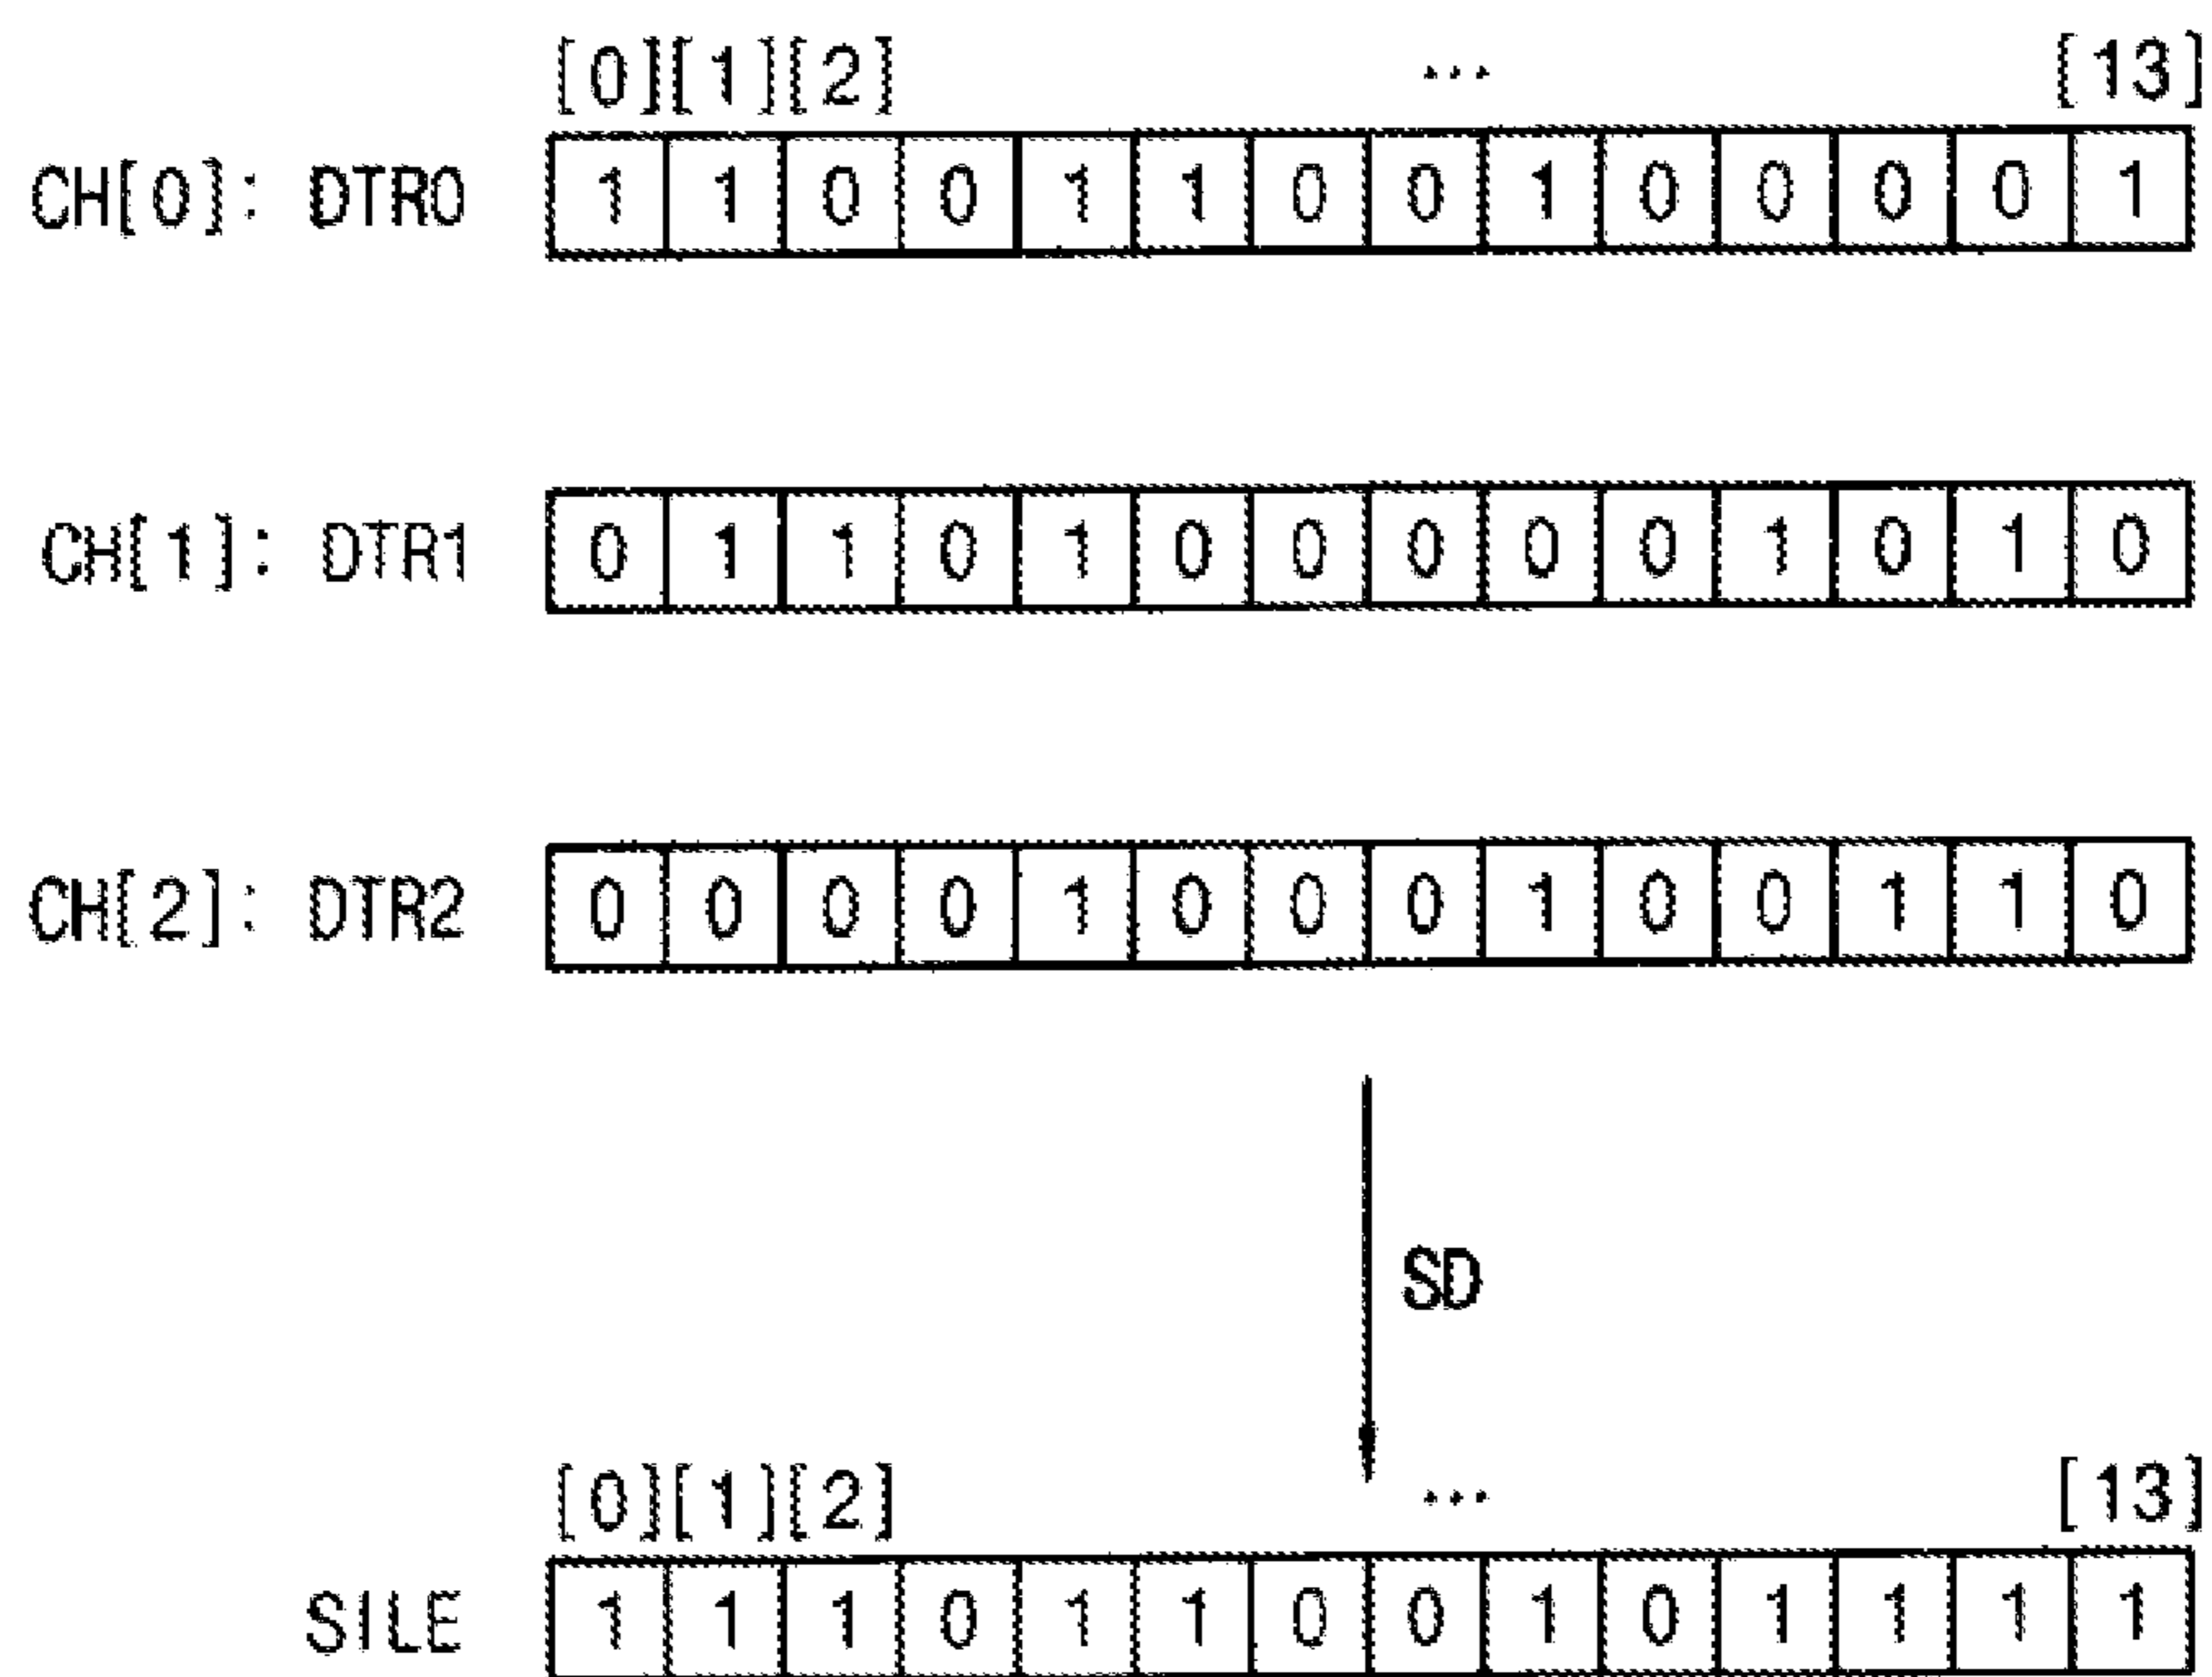 [0][1][2] ... [13]
CH[0]: DTR0 1 1 0 0 1 1 0 0 1 0 0 0 0 1
CH[1]: DTR1 0 1 1 0 1 0 0 0 0 0 1 0 1 0
CH[2]: DTR2 0 0 0 0 1 0 0 0 1 0 0 1 1 0
SD
[0][1][2] ... [13]
SILE 1 1 1 0 1 1 0 0 1 0 1 1 1 1